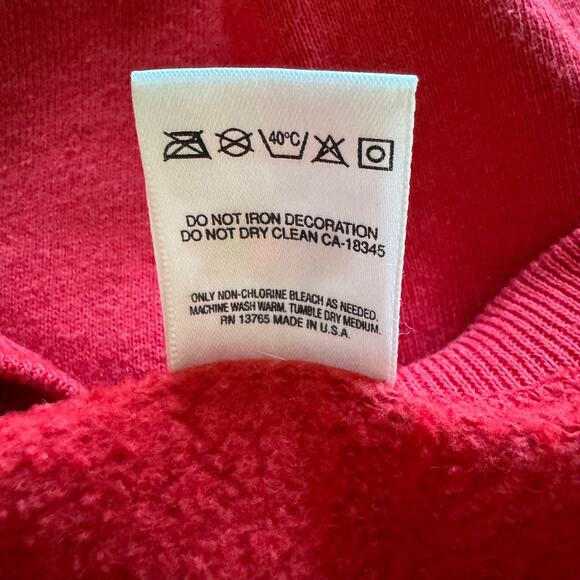 40°C
DO NOT IRON DECORATION
DO NOT DRY CLEAN CA-18345
ONLY NON-CHLORINE BLEACH AS NEEDED.
MACHINE WASH WARM. TUMBLE DRY MEDIUM.
RN 13765 MADE IN U.S.A.